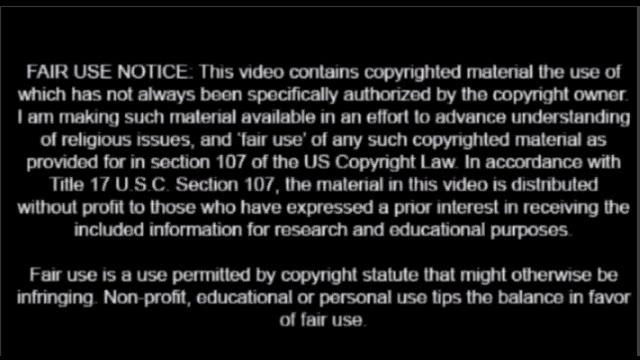 FAIR USE NOTICE: This video contains copyrighted material the use of
which has not always been specifically authorized by the copyright owner.
I am making such material available in an effort to advance understanding
of religious issues, and 'fair use' of any such copyrighted material as
provided for in section 107 of the US Copyright Law. In accordance with
Title 17 U.S.C. Section 107, the material in this video is distributed
without profit to those who have expressed a prior interest in receiving the
included information for research and educational purposes.
Fair use is a use permitted by copyright statute that might otherwise be
infringing. Non-profit, educational or personal use tips the balance in favor
of fair use.